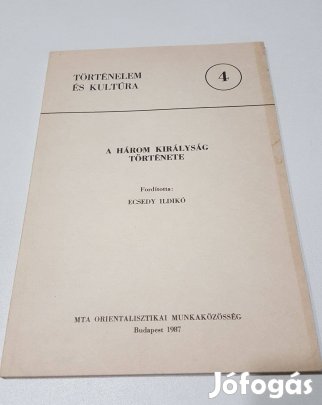 TÖRTÉNELEM
ÉS KULTÚRA
4
A HÁROM KIRÁLYSÁG
TÖRTÉNETE
Fordította:
ECSEDY ILDIKÓ
MTA ORIENTALISZTIKAI MUNKAKÖZÖSSÉG
Budapest 1987
Jófogás